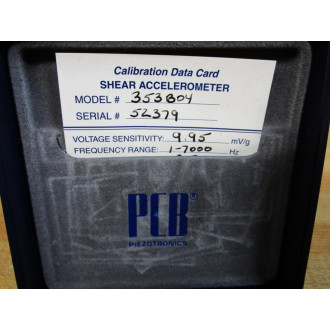 Calibration Data Card
SHEAR ACCELEROMETER
MODEL # 353B04
SERIAL # 52379
VOLTAGE SENSITIVITY: 9.95 mV/g
FREQUENCY RANGE: 1-7000 Hz
PCB®
PIEZOTRONICS